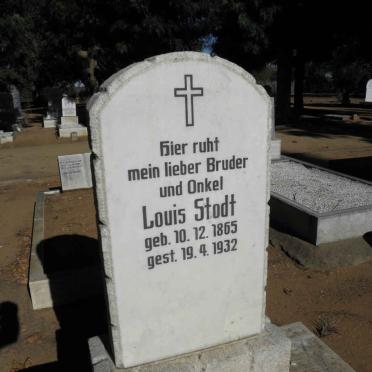 Hier ruht
mein lieber Bruder
und Onkel
Louis Stodt
geb. 10. 12. 1865
gest. 19. 4. 1932